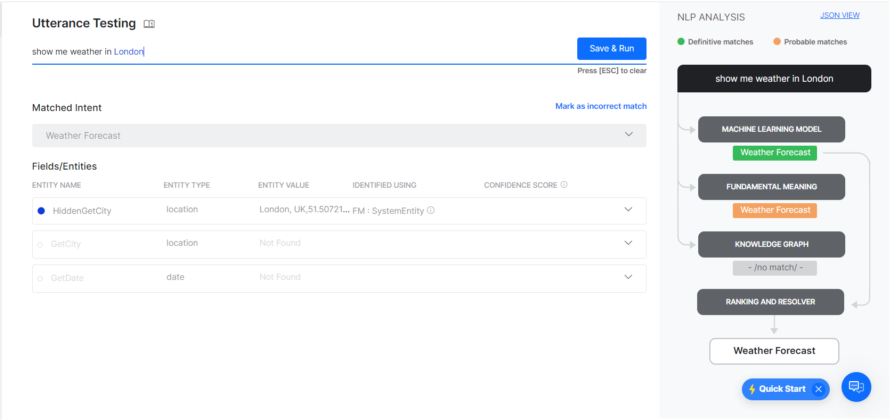 Utterance Testing
show me weather in London
Save & Run
Press [ESC] to clear
Matched Intent
Mark as incorrect match
Weather Forecast
Fields/Entities
ENTITY NAME ENTITY TYPE ENTITY VALUE IDENTIFIED USING CONFIDENCE SCORE
HiddenGetCity location London, UK,51.50721... FM : SystemEntity
GetCity location Not Found
GetDate date Not Found
NLP ANALYSIS
JSON VIEW
Definitive matches Probable matches
show me weather in London
MACHINE LEARNING MODEL
Weather Forecast
FUNDAMENTAL MEANING
Weather Forecast
KNOWLEDGE GRAPH
- /no match/ -
RANKING AND RESOLVER
Weather Forecast
Quick Start